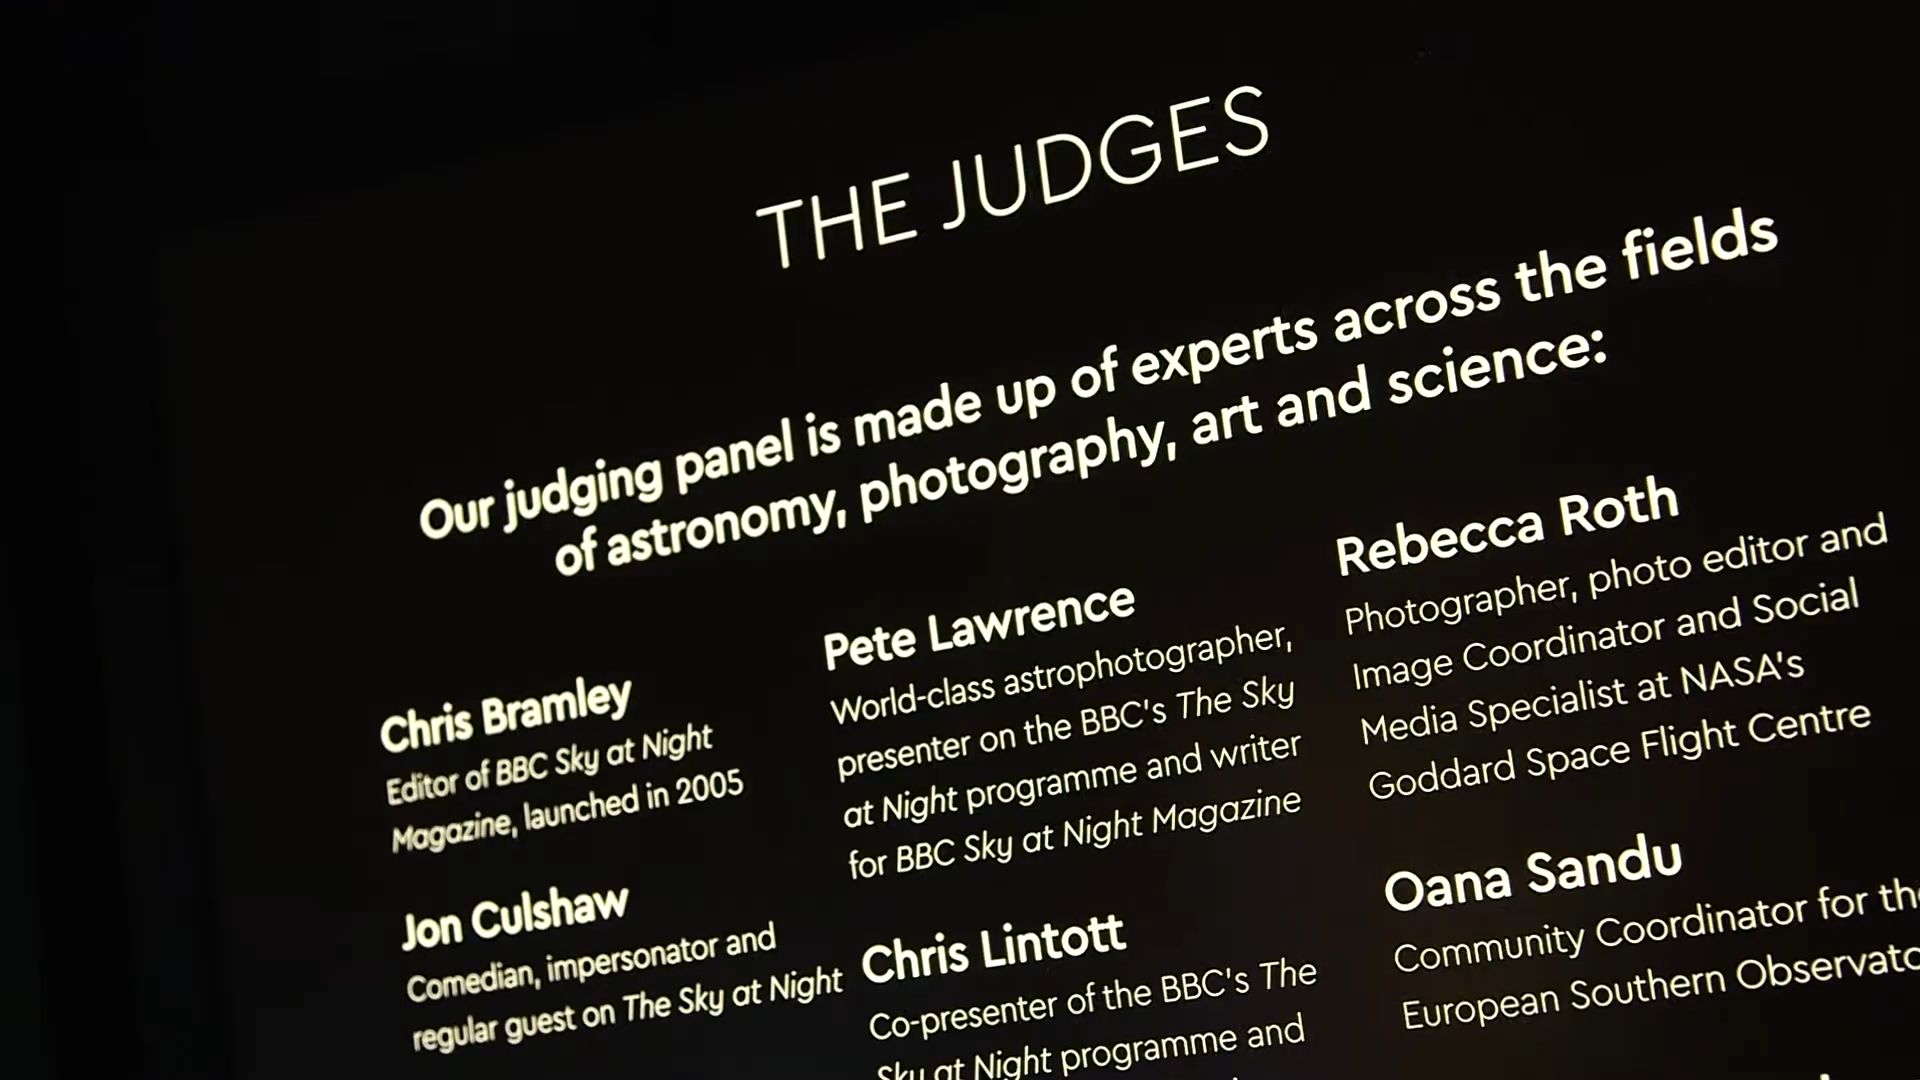 THE JUDGES
Our judging panel is made up of experts across the fields
of astronomy, photography, art and science:
Chris Bramley
Editor of BBC Sky at Night
Magazine, launched in 2005
Jon Culshaw
Comedian, impersonator and
regular guest on The Sky at Night
Pete Lawrence
World-class astrophotographer,
presenter on the BBC's The Sky
at Night programme and writer
for BBC Sky at Night Magazine
Chris Lintott
Co-presenter of the BBC's The
Sky at Night programme and
Rebecca Roth
Photographer, photo editor and
Image Coordinator and Social
Media Specialist at NASA's
Goddard Space Flight Centre
Oana Sandu
Community Coordinator for
European Southern